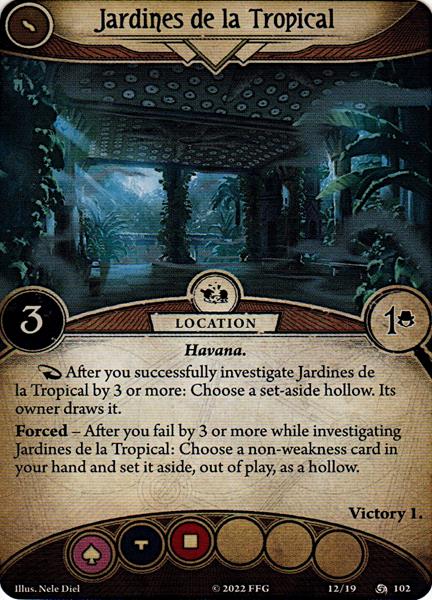 Jardines de la Tropical
3
LOCATION
1
Havana.
After you successfully investigate Jardines de
la Tropical by 3 or more: Choose a set-aside hollow. Its
owner draws it.
Forced – After you fail by 3 or more while investigating
Jardines de la Tropical: Choose a non-weakness card in
your hand and set it aside, out of play, as a hollow.
Victory 1.
Illus. Nele Diel © 2022 FFG 12/19 102